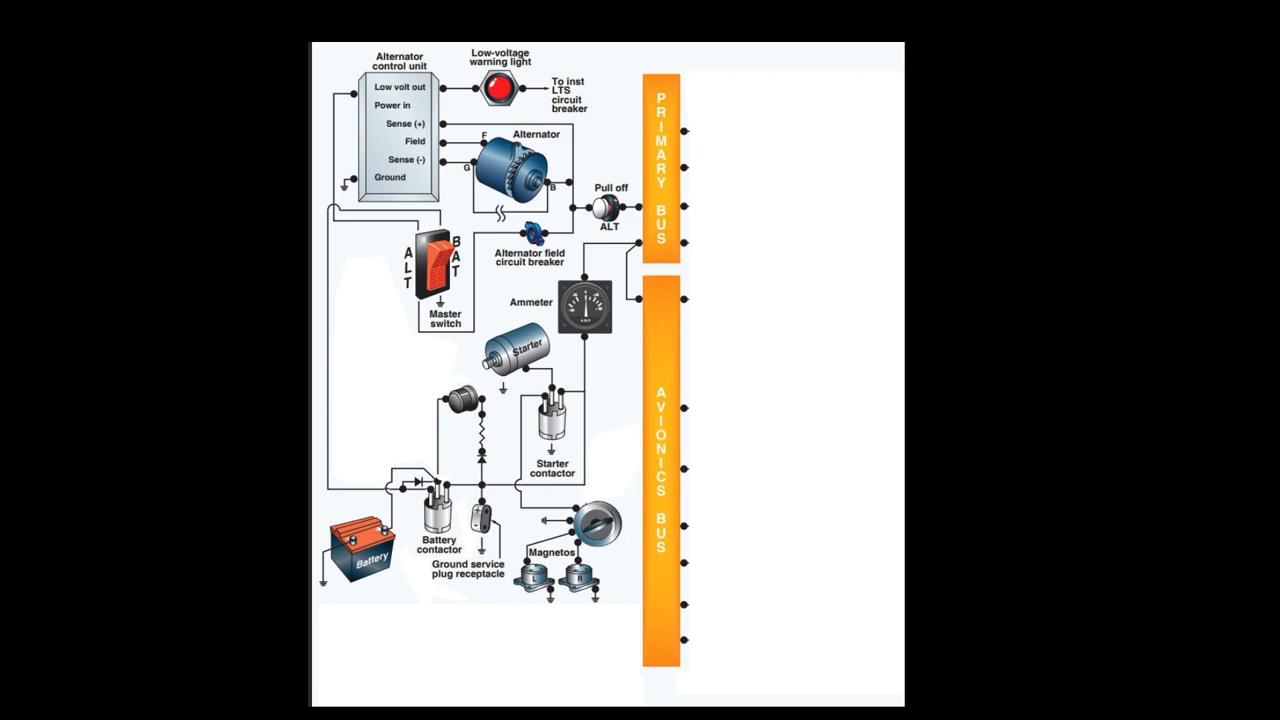 Alternator
control unit
Low-voltage
warning light
Low volt out
Power in
Sense (+)
Field
Sense (-)
Ground
To inst
LTS
circuit
breaker
F
Alternator
G
B
Pull off
ALT
Alternator field
circuit breaker
ALT
BAT
Master
switch
Ammeter
AMP
Starter
Starter
contactor
Battery
Battery
contactor
Ground service
plug receptacle
Magnetos
L
R
PRIMARY BUS
AVIONICS BUS